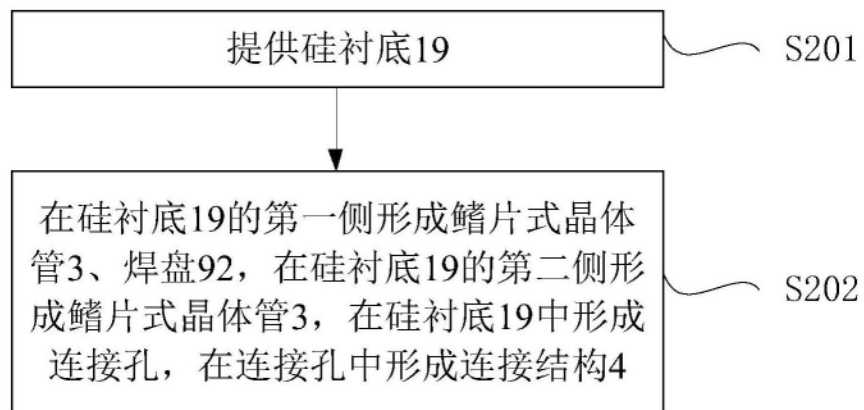 提供硅衬底19
S201
在硅衬底19的第一侧形成鳍片式晶体
管3、焊盘92，在硅衬底19的第二侧形
成鳍片式晶体管3，在硅衬底19中形成
连接孔，在连接孔中形成连接结构4
S202